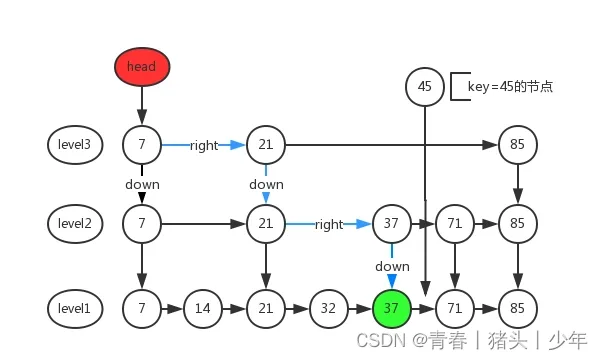 head
45
key=45的节点
level3
7
right
21
85
down
down
level2
7
21
right
37
71
85
down
level1
7
14
21
32
37
71
85
CSDN @青春丨猪头丨少年